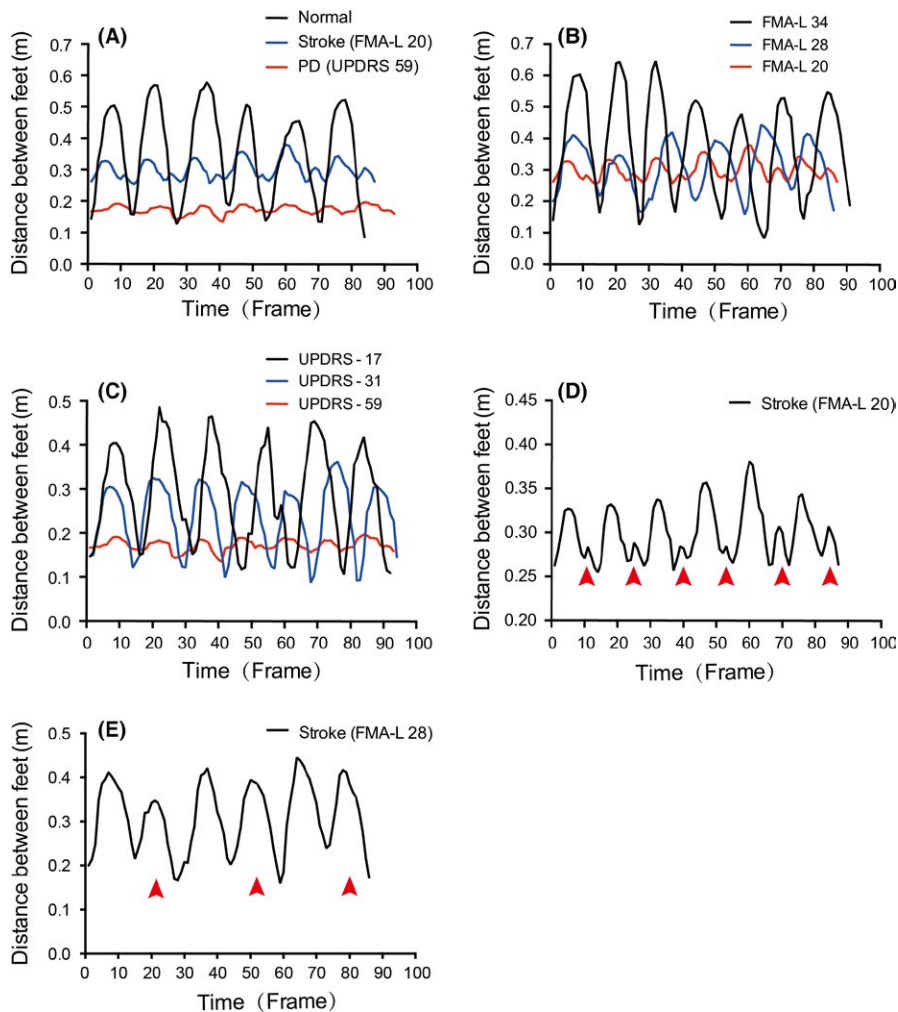 (A)
Normal
Stroke (FMA-L 20)
PD (UPDRS 59)
Distance between feet (m)
0.7
0.6
0.5
0.4
0.3
0.2
0.1
0.0
0 10 20 30 40 50 60 70 80 90 100
Time (Frame)
(B)
FMA-L 34
FMA-L 28
FMA-L 20
Distance between feet (m)
0.7
0.6
0.5
0.4
0.3
0.2
0.1
0.0
0 10 20 30 40 50 60 70 80 90 100
Time (Frame)
(C)
UPDRS - 17
UPDRS - 31
UPDRS - 59
Distance between feet (m)
0.5
0.4
0.3
0.2
0.1
0.0
0 10 20 30 40 50 60 70 80 90 100
Time (Frame)
(D)
Stroke (FMA-L 20)
Distance between feet (m)
0.45
0.40
0.35
0.30
0.25
0.20
0 10 20 30 40 50 60 70 80 90 100
Time (Frame)
(E)
Stroke (FMA-L 28)
Distance between feet (m)
0.5
0.4
0.3
0.2
0.1
0.0
0 10 20 30 40 50 60 70 80 90 100
Time (Frame)